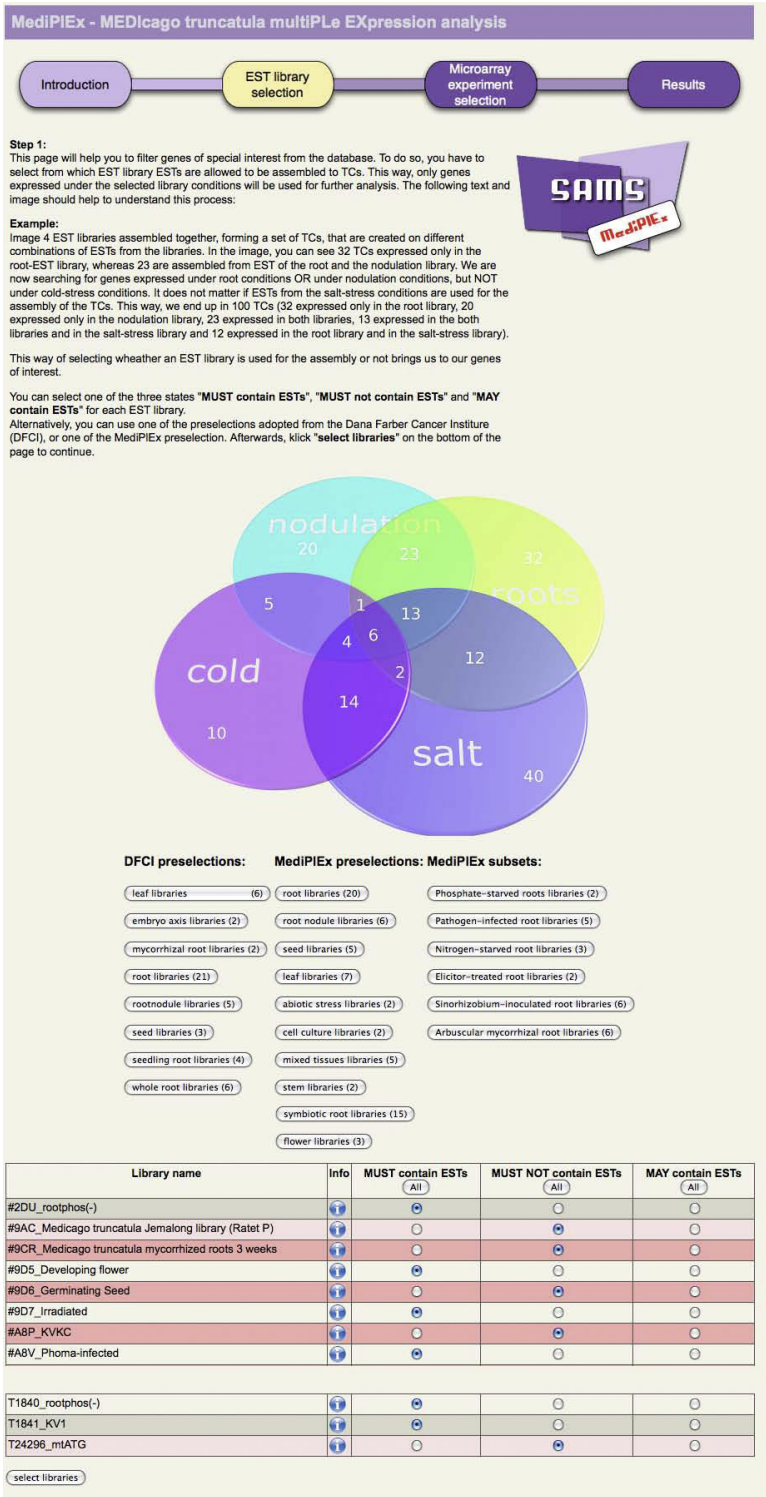 MediPlEx - MEDIcago truncatula multiPLe EXpression analysis
Introduction
EST library
selection
Microarray
experiment
selection
Results
Step 1:
This page will help you to filter genes of special interest from the database. To do so, you have to
select from which EST library ESTs are allowed to be assembled to TCs. This way, only genes
expressed under the selected library conditions will be used for further analysis. The following text and
image should help to understand this process:
SAMS
MediPlEx
Example:
Image 4 EST libraries assembled together, forming a set of TCs, that are created on different
combinations of ESTs from the libraries. In the image, you can see 32 TCs expressed only in the
root-EST library, whereas 23 are assembled from EST of the root and the nodulation library. We are
now searching for genes expressed under root conditions OR under nodulation conditions, but NOT
under cold-stress conditions. It does not matter if ESTs from the salt-stress conditions are used for the
assembly of the TCs. This way, we end up in 100 TCs (32 expressed only in the root library, 20
expressed only in the nodulation library, 23 expressed in both libraries, 13 expressed in the both
libraries and in the salt-stress library and 12 expressed in the root library and in the salt-stress library).
This way of selecting wheather an EST library is used for the assembly or not brings us to our genes
of interest.
You can select one of the three states "MUST contain ESTs", "MUST not contain ESTs" and "MAY
contain ESTs" for each EST library.
Alternatively, you can use one of the preselections adopted from the Dana Farber Cancer Institure
(DFCI), or one of the MediPlEx preselection. Afterwards, klick "select libraries" on the bottom of the
page to continue.
nodulation
20
23
32
roots
5
1
13
4
6
12
cold
2
14
10
salt
40
DFCI preselections: MediPlEx preselections: MediPlEx subsets:
leaf libraries (6) root libraries (20) Phosphate-starved roots libraries (2)
embryo axis libraries (2) root nodule libraries (6) Pathogen-infected root libraries (5)
mycorrhizal root libraries (2) seed libraries (5) Nitrogen-starved root libraries (3)
root libraries (21) leaf libraries (7) Elicitor-treated root libraries (2)
rootnodule libraries (5) abiotic stress libraries (2) Sinorhizobium-inoculated root libraries (6)
seed libraries (3) cell culture libraries (2) Arbuscular mycorrhizal root libraries (6)
seedling root libraries (4) mixed tissues libraries (5)
whole root libraries (6) stem libraries (2)
symbiotic root libraries (15)
flower libraries (3)
Library name Info MUST contain ESTs MUST NOT contain ESTs MAY contain ESTs
All All All
#2DU_rootphos(-)
#9AC_Medicago truncatula Jemalong library (Ratet P)
#9CR_Medicago truncatula mycorrhized roots 3 weeks
#9D5_Developing flower
#9D6_Germinating Seed
#9D7_Irradiated
#A8P_KVKC
#A8V_Phoma-infected
T1840_rootphos(-)
T1841_KV1
T24296_mtATG
select libraries